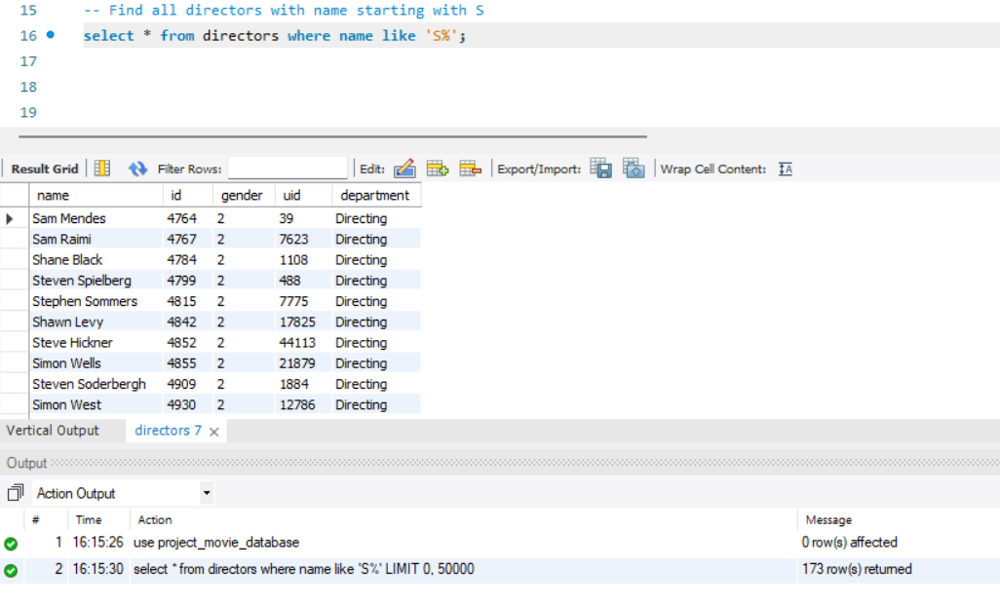 15 -- Find all directors with name starting with S
16 select * from directors where name like 'S%';
17
18
19
Result Grid Filter Rows: Edit: Export/Import: Wrap Cell Content: IA
name id gender uid department
Sam Mendes 4764 2 39 Directing
Sam Raimi 4767 2 7623 Directing
Shane Black 4784 2 1108 Directing
Steven Spielberg 4799 2 488 Directing
Stephen Sommers 4815 2 7775 Directing
Shawn Levy 4842 2 17825 Directing
Steve Hickner 4852 2 44113 Directing
Simon Wells 4855 2 21879 Directing
Steven Soderbergh 4909 2 1884 Directing
Simon West 4930 2 12786 Directing
Vertical Output directors 7
Output
Action Output
# Time Action Message
1 16:15:26 use project_movie_database 0 row(s) affected
2 16:15:30 select * from directors where name like 'S%' LIMIT 0, 50000 173 row(s) returned